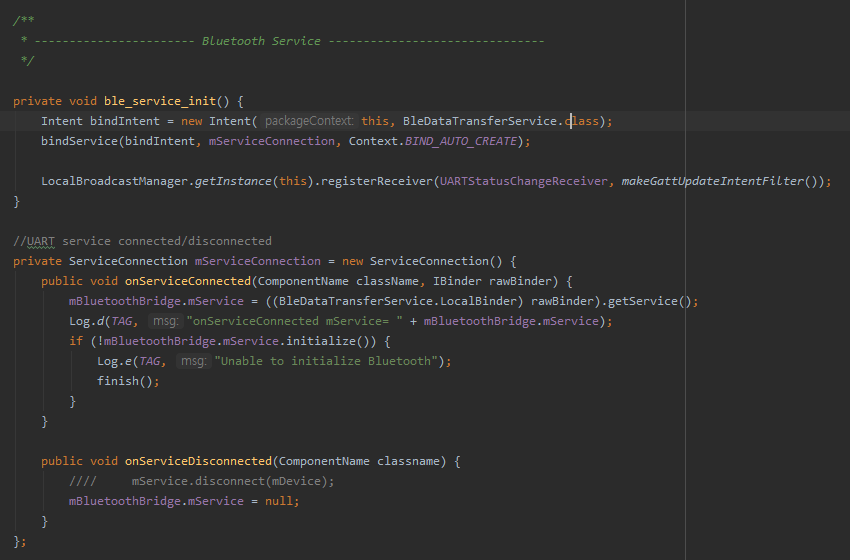 /**
 * ----------------------- Bluetooth Service -------------------------------
 */
private void ble_service_init() {
    Intent bindIntent = new Intent( packageContext: this, BleDataTransferService.class);
    bindService(bindIntent, mServiceConnection, Context.BIND_AUTO_CREATE);
    LocalBroadcastManager.getInstance(this).registerReceiver(UARTStatusChangeReceiver, makeGattUpdateIntentFilter());
}
//UART service connected/disconnected
private ServiceConnection mServiceConnection = new ServiceConnection() {
    public void onServiceConnected(ComponentName className, IBinder rawBinder) {
        mBluetoothBridge.mService = ((BleDataTransferService.LocalBinder) rawBinder).getService();
        Log.d(TAG, msg: "onServiceConnected mService= " + mBluetoothBridge.mService);
        if (!mBluetoothBridge.mService.initialize()) {
            Log.e(TAG, msg: "Unable to initialize Bluetooth");
            finish();
        }
    }
    public void onServiceDisconnected(ComponentName classname) {
        ////     mService.disconnect(mDevice);
        mBluetoothBridge.mService = null;
    }
};